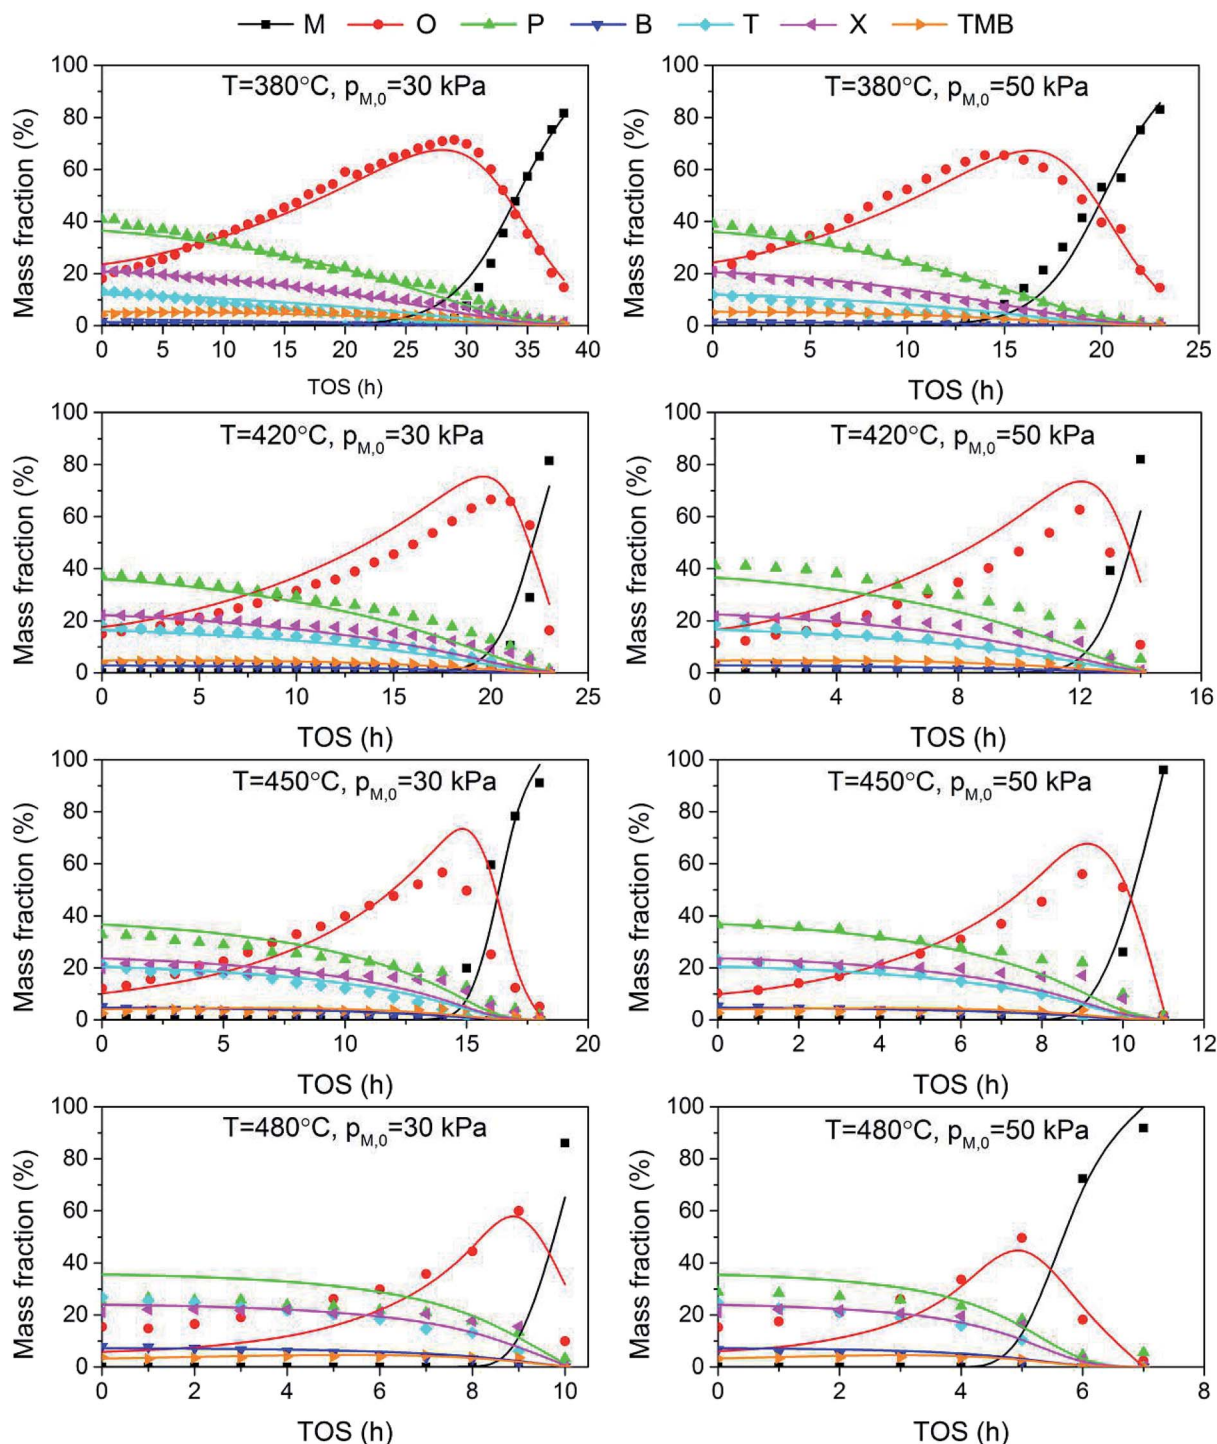 M O P B T X TMB
T=380°C, p_M,0=30 kPa
Mass fraction (%)
100
80
60
40
20
0
0 5 10 15 20 25 30 35 40
TOS (h)
T=380°C, p_M,0=50 kPa
Mass fraction (%)
100
80
60
40
20
0
0 5 10 15 20 25
TOS (h)
T=420°C, p_M,0=30 kPa
Mass fraction (%)
100
80
60
40
20
0
0 5 10 15 20 25
TOS (h)
T=420°C, p_M,0=50 kPa
Mass fraction (%)
100
80
60
40
20
0
0 4 8 12 16
TOS (h)
T=450°C, p_M,0=30 kPa
Mass fraction (%)
100
80
60
40
20
0
0 5 10 15 20
TOS (h)
T=450°C, p_M,0=50 kPa
Mass fraction (%)
100
80
60
40
20
0
0 2 4 6 8 10 12
TOS (h)
T=480°C, p_M,0=30 kPa
Mass fraction (%)
100
80
60
40
20
0
0 2 4 6 8 10
TOS (h)
T=480°C, p_M,0=50 kPa
Mass fraction (%)
100
80
60
40
20
0
0 2 4 6 8
TOS (h)